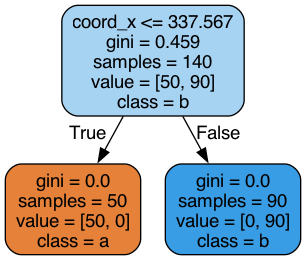 coord_x <= 337.567
gini = 0.459
samples = 140
value = [50, 90]
class = b
True
False
gini = 0.0
samples = 50
value = [50, 0]
class = a
gini = 0.0
samples = 90
value = [0, 90]
class = b